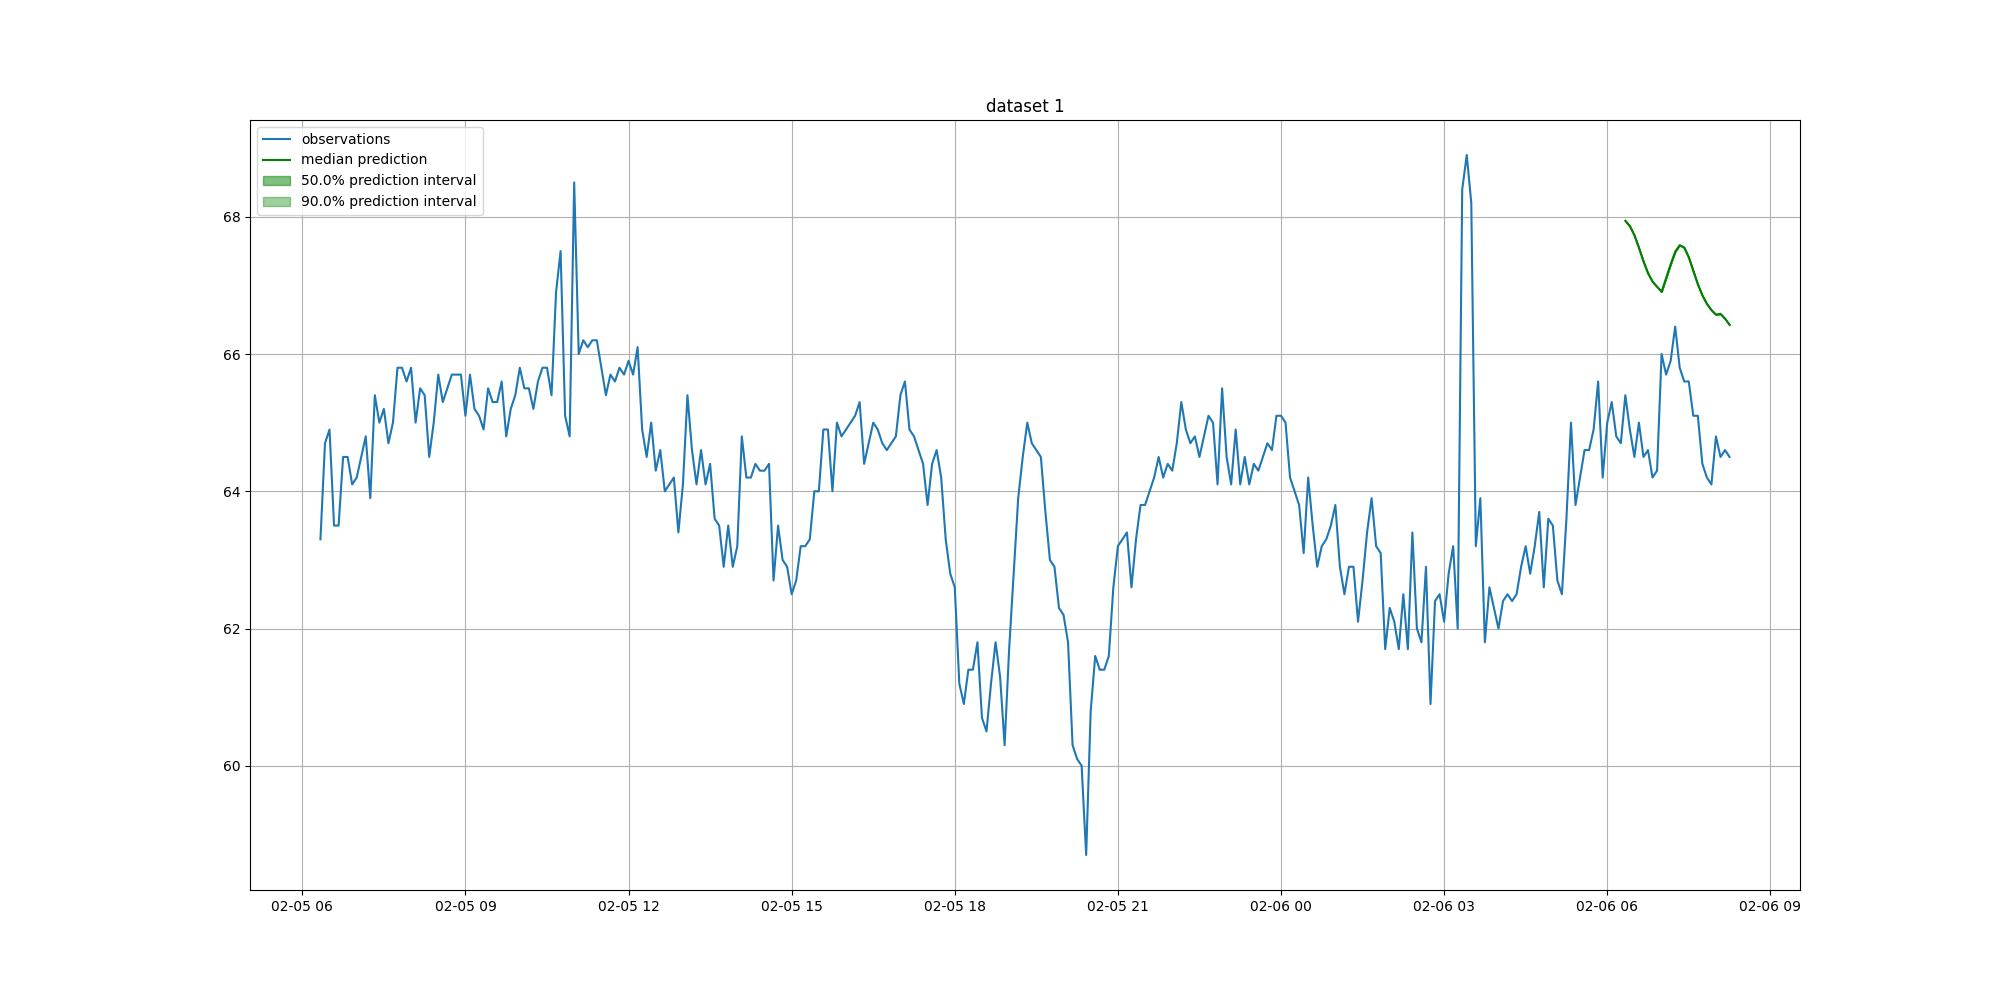 dataset 1
observations
median prediction
50.0% prediction interval
90.0% prediction interval
68
66
64
62
60
02-05 06 02-05 09 02-05 12 02-05 15 02-05 18 02-05 21 02-06 00 02-06 03 02-06 06 02-06 09